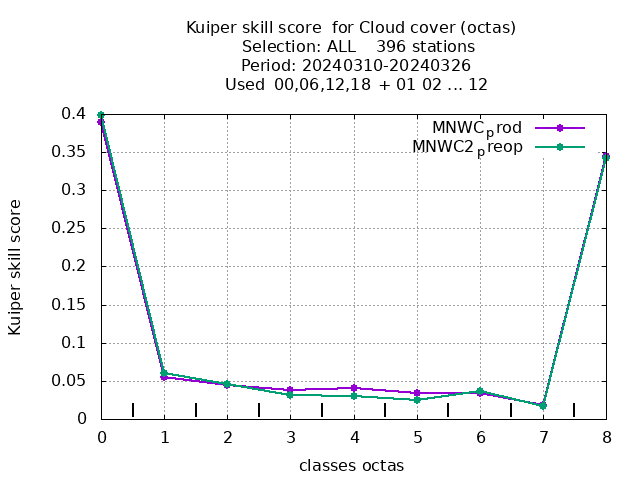 Kuiper skill score  for Cloud cover (octas)
Selection: ALL    396 stations
Period: 20240310-20240326
Used  00,06,12,18 + 01 02 ... 12
MNWCprod
MNWC2preop
Kuiper skill score
0.4
0.35
0.3
0.25
0.2
0.15
0.1
0.05
0
0 1 2 3 4 5 6 7 8
classes octas